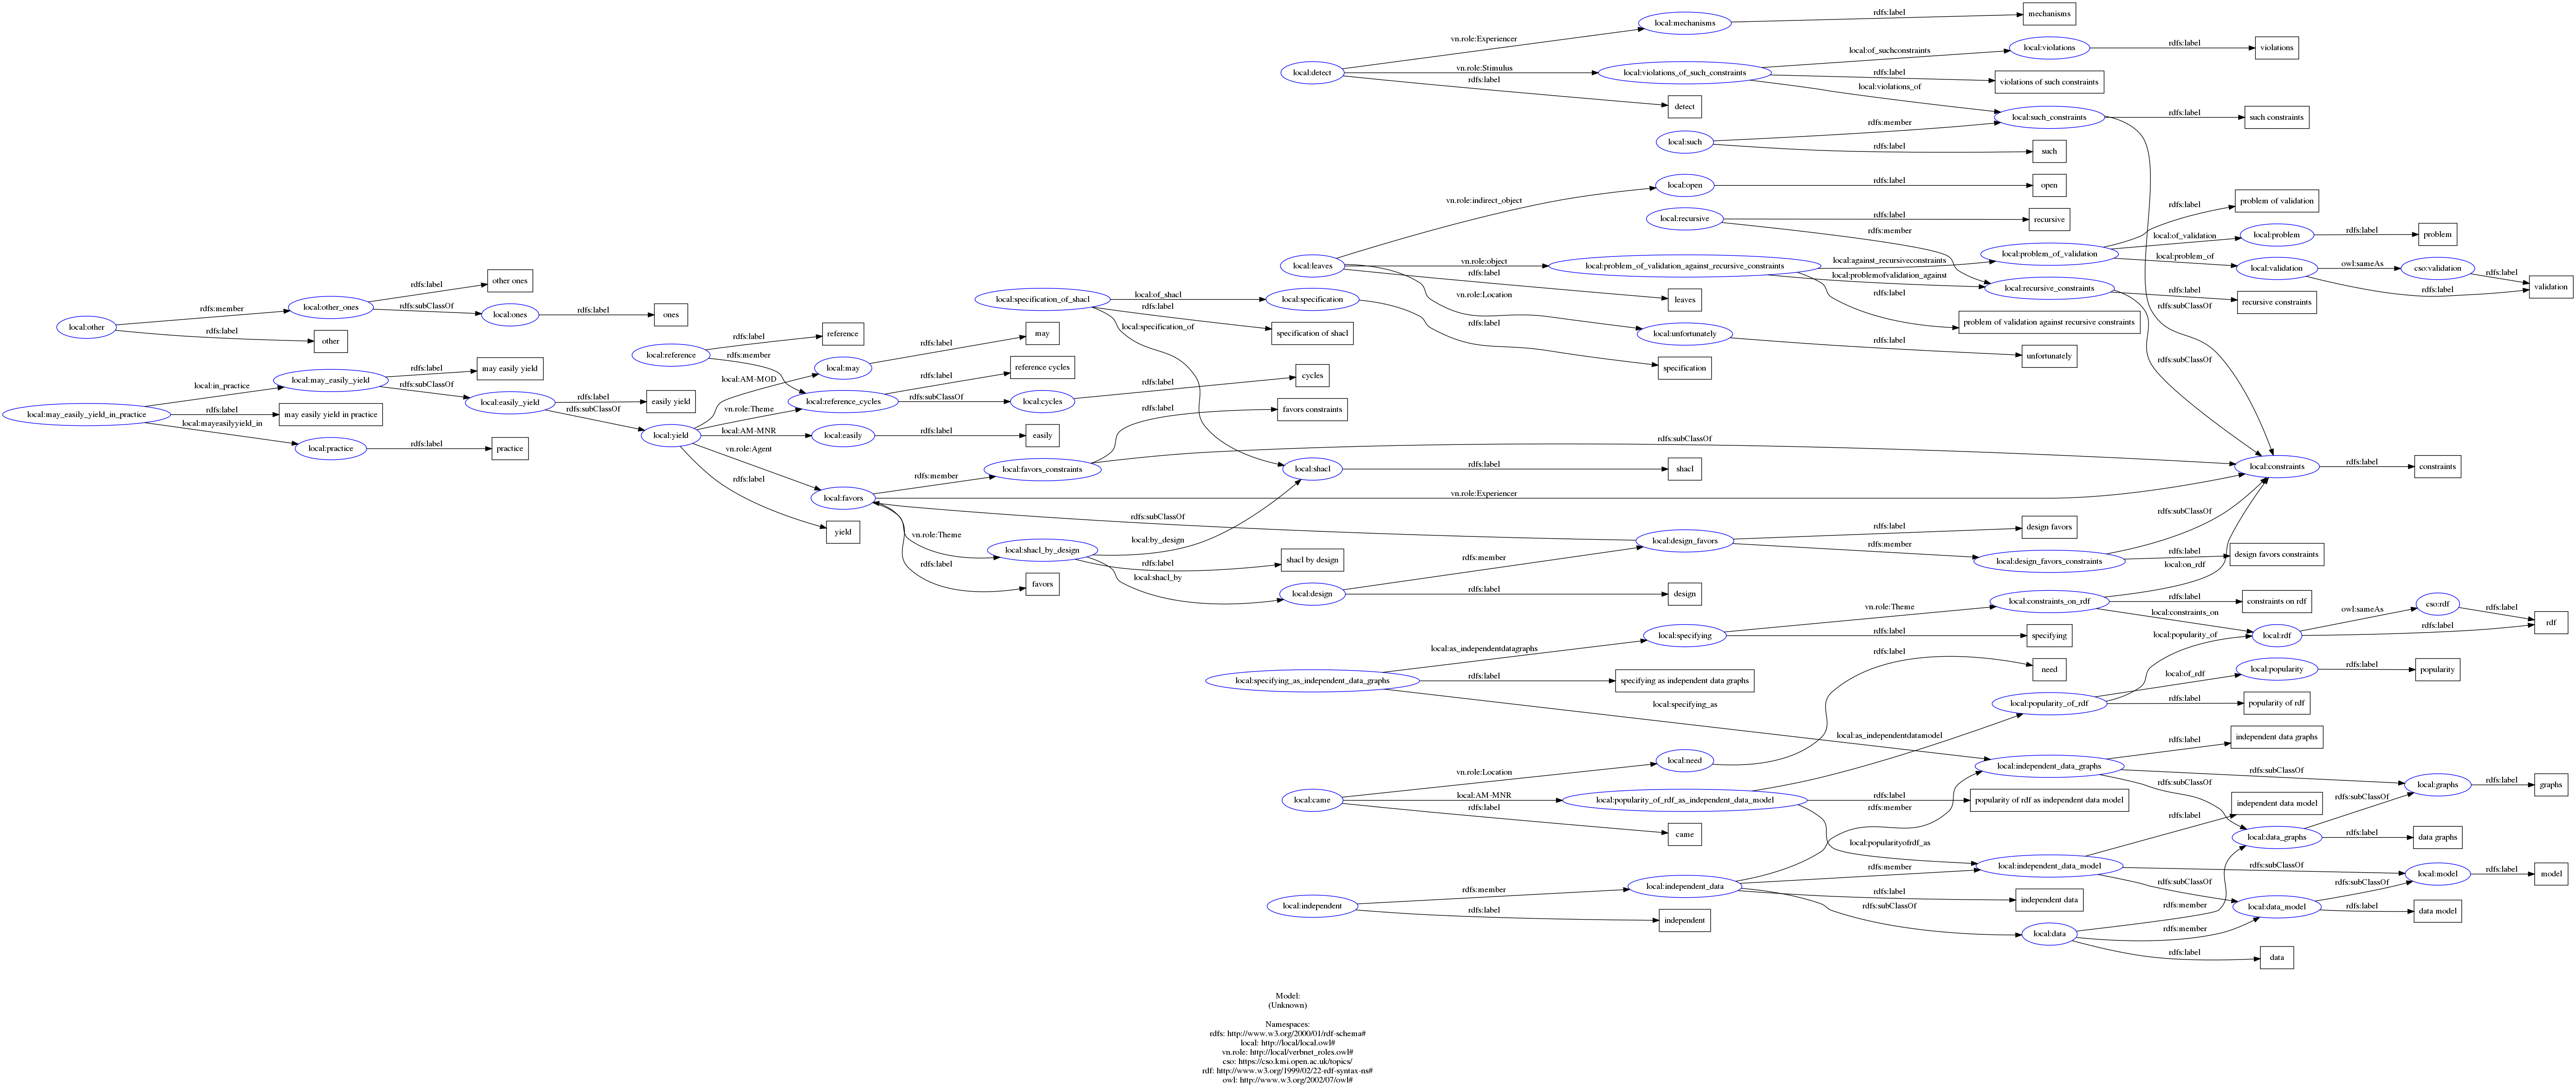 local:mechanisms
rdfs:label
mechanisms
vn.role:Experiencer
local:detect
vn.role:Stimulus
rdfs:label
detect
local:violations_of_such_constraints
local:of_suchconstraints
local:violations
rdfs:label
violations
rdfs:label
violations of such constraints
local:violations_of
local:such_constraints
rdfs:label
such constraints
rdfs:member
local:such
rdfs:label
such
local:open
rdfs:label
open
vn.role:indirect_object
local:recursive
rdfs:label
recursive
rdfs:member
local:leaves
vn.role:object
rdfs:label
leaves
vn.role:Location
local:unfortunately
rdfs:label
unfortunately
local:problem_of_validation_against_recursive_constraints
local:against_recursiveconstraints
local:problemofvalidation_against
rdfs:label
problem of validation against recursive constraints
local:problem_of_validation
rdfs:label
problem of validation
local:of_validation
local:problem
rdfs:label
problem
local:problem_of
local:validation
owl:sameAs
cso:validation
rdfs:label
rdfs:label
validation
local:recursive_constraints
rdfs:label
recursive constraints
rdfs:subClassOf
rdfs:subClassOf
local:other
rdfs:member
local:other_ones
rdfs:label
other ones
rdfs:subClassOf
local:ones
rdfs:label
ones
rdfs:label
other
local:may_easily_yield_in_practice
local:in_practice
local:may_easily_yield
rdfs:label
may easily yield
rdfs:subClassOf
local:easily_yield
rdfs:label
easily yield
rdfs:subClassOf
rdfs:label
may easily yield in practice
local:mayeasilyyield_in
local:practice
rdfs:label
practice
local:reference
rdfs:label
reference
rdfs:member
local:yield
local:AM-MOD
local:may
rdfs:label
may
vn.role:Theme
local:reference_cycles
rdfs:label
reference cycles
rdfs:subClassOf
local:cycles
rdfs:label
cycles
local:AM-MNR
local:easily
rdfs:label
easily
vn.role:Agent
rdfs:label
yield
local:specification_of_shacl
local:of_shacl
local:specification
rdfs:label
specification
rdfs:label
specification of shacl
local:specification_of
local:shacl
rdfs:label
shacl
local:favors
rdfs:member
local:favors_constraints
rdfs:label
favors constraints
rdfs:subClassOf
vn.role:Experiencer
local:constraints
rdfs:label
constraints
rdfs:subClassOf
vn.role:Theme
rdfs:label
favors
local:shacl_by_design
local:by_design
rdfs:label
shacl by design
local:shacl_by
local:design
rdfs:member
rdfs:label
design
local:design_favors
rdfs:label
design favors
rdfs:member
local:design_favors_constraints
rdfs:subClassOf
rdfs:label
design favors constraints
local:on_rdf
local:specifying_as_independent_data_graphs
local:as_independentdatagraphs
local:specifying
vn.role:Theme
local:constraints_on_rdf
rdfs:label
constraints on rdf
local:constraints_on
rdfs:label
specifying
rdfs:label
specifying as independent data graphs
local:specifying_as
local:rdf
owl:sameAs
cso:rdf
rdfs:label
rdfs:label
rdf
local:popularity_of
rdfs:label
need
local:popularity_of_rdf
local:of_rdf
local:popularity
rdfs:label
popularity
rdfs:label
popularity of rdf
local:as_independentdatamodel
local:came
vn.role:Location
local:need
local:AM-MNR
local:popularity_of_rdf_as_independent_data_model
rdfs:label
popularity of rdf as independent data model
rdfs:label
came
local:popularityofrdf_as
rdfs:member
local:independent_data_graphs
rdfs:label
independent data graphs
rdfs:subClassOf
rdfs:subClassOf
local:graphs
rdfs:label
graphs
rdfs:subClassOf
local:data_graphs
rdfs:label
data graphs
local:independent
rdfs:member
local:independent_data
rdfs:label
independent
rdfs:member
local:independent_data_model
rdfs:label
independent data model
rdfs:subClassOf
local:model
rdfs:label
model
rdfs:subClassOf
rdfs:subClassOf
local:data_model
rdfs:label
data model
rdfs:label
independent data
rdfs:subClassOf
local:data
rdfs:member
rdfs:member
rdfs:label
data
Model:
(Unknown)
Namespaces:
rdfs: http://www.w3.org/2000/01/rdf-schema#
local: http://local/local.owl#
vn.role: http://local/verbnet_roles.owl#
cso: https://cso.kmi.open.ac.uk/topics/
rdf: http://www.w3.org/1999/02/22-rdf-syntax-ns#
owl: http://www.w3.org/2002/07/owl#